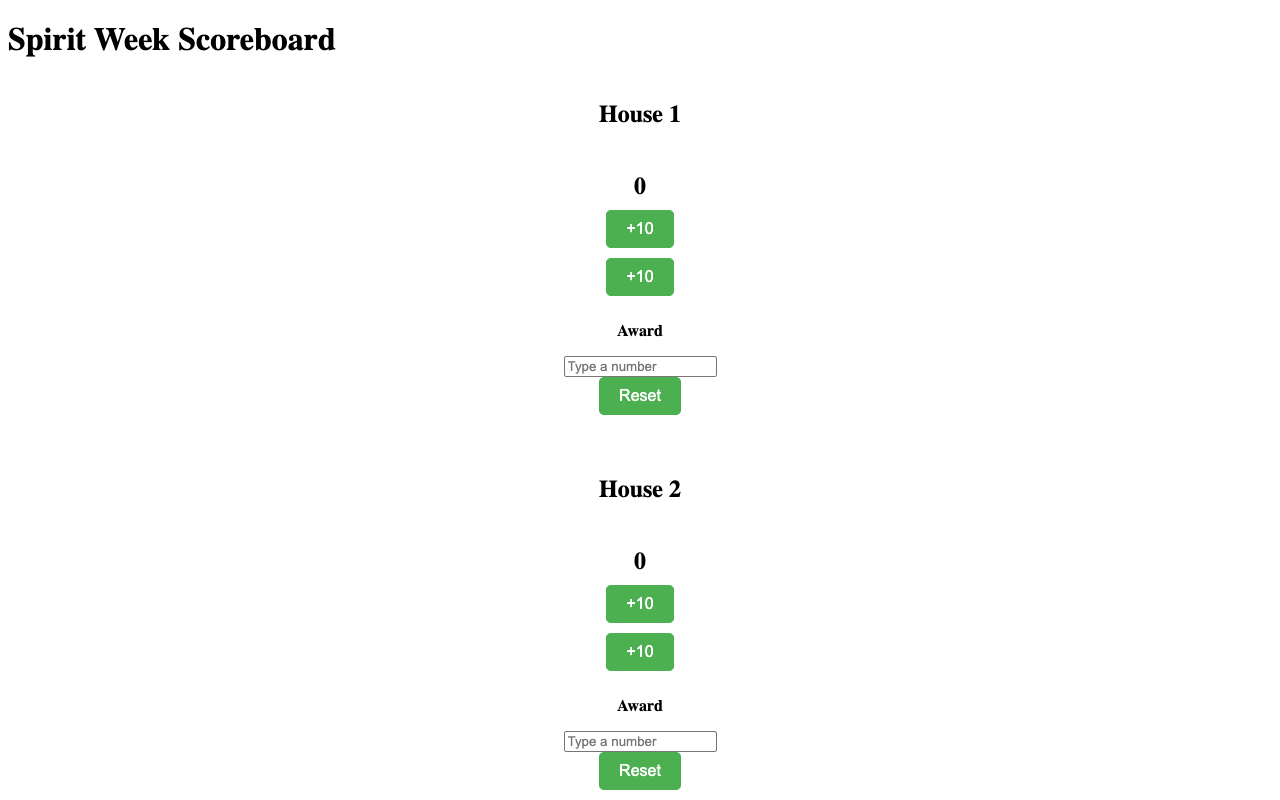 Spirit Week Scoreboard
House 1
0
+10
+10
Award
Type a number
Reset
House 2
0
+10
+10
Award
Type a number
Reset